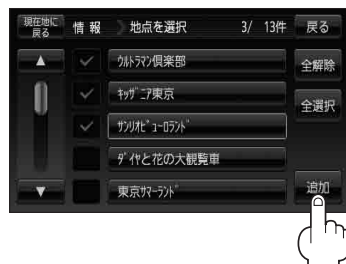 現在地に戻る 情報 地点を選択 3/ 13件 戻る
▲ ウルトラマン倶楽部 全解除
キッザニア東京 全選択
サンリオピューロランド
ダイヤと花の大観覧車
▼ 東京サマーランド 追加